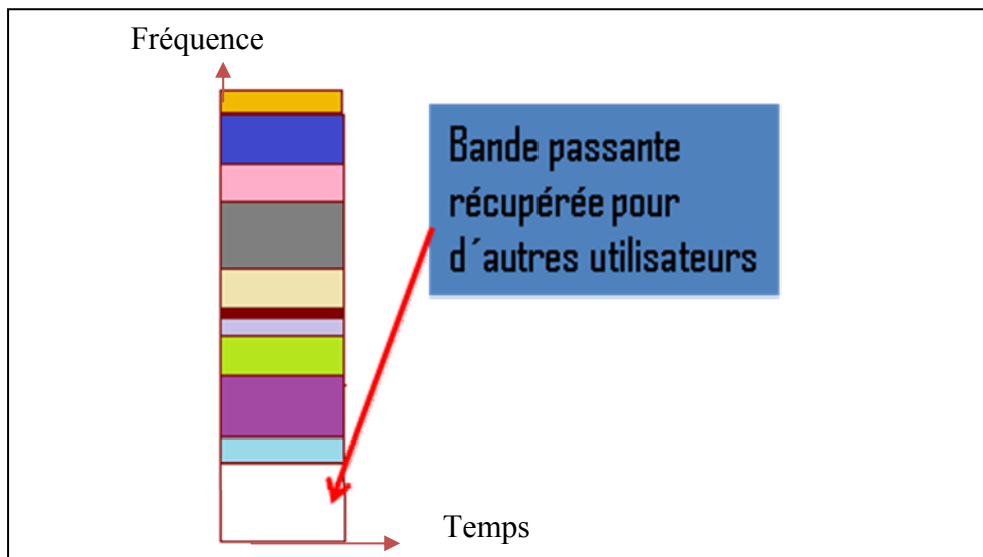 Fréquence
Bande passante
récupérée pour
d´autres utilisateurs
Temps